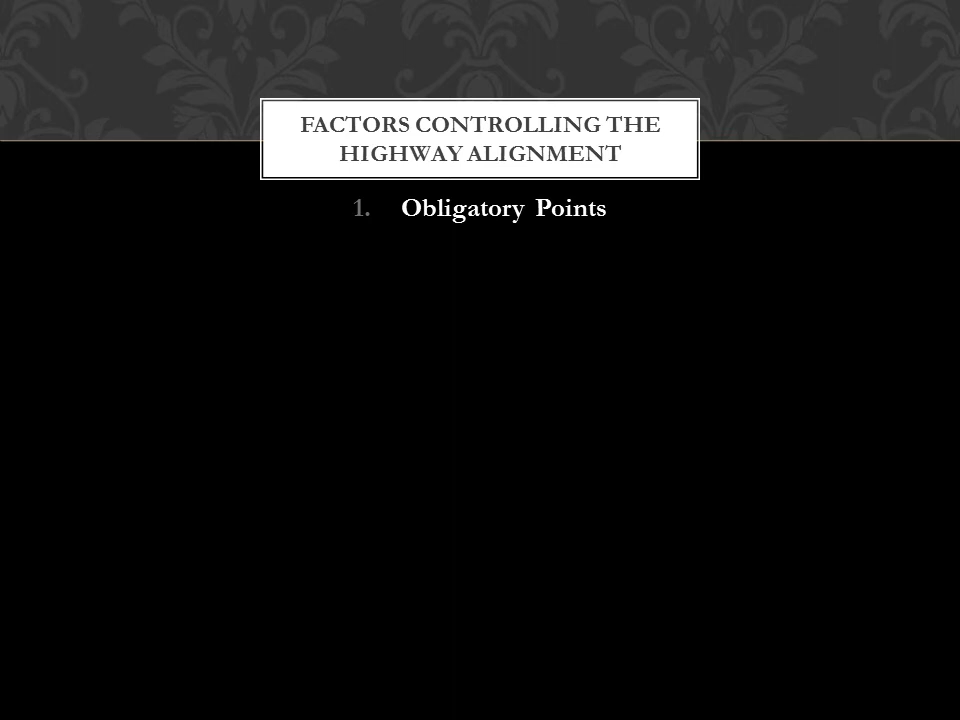 FACTORS CONTROLLING THE
HIGHWAY ALIGNMENT
1. Obligatory Points